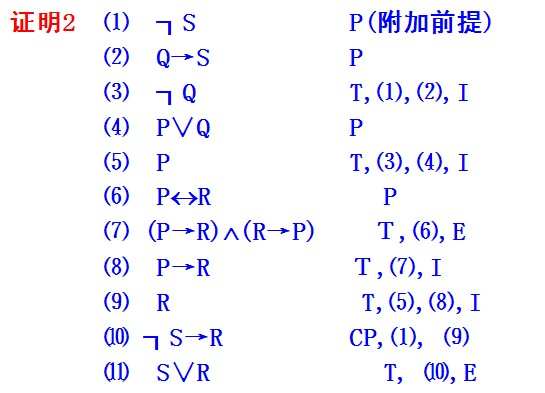 证明2 ⑴ ┓S P(附加前提)
⑵ Q→S P
⑶ ┓Q T,⑴,⑵,I
⑷ P∨Q P
⑸ P T,⑶,⑷,I
⑹ P↔R P
⑺ (P→R)∧(R→P) T,⑹,E
⑻ P→R T,⑺,I
⑼ R T,⑸,⑻,I
⑽ ┓S→R CP,⑴, ⑼
⑾ S∨R T, ⑽,E